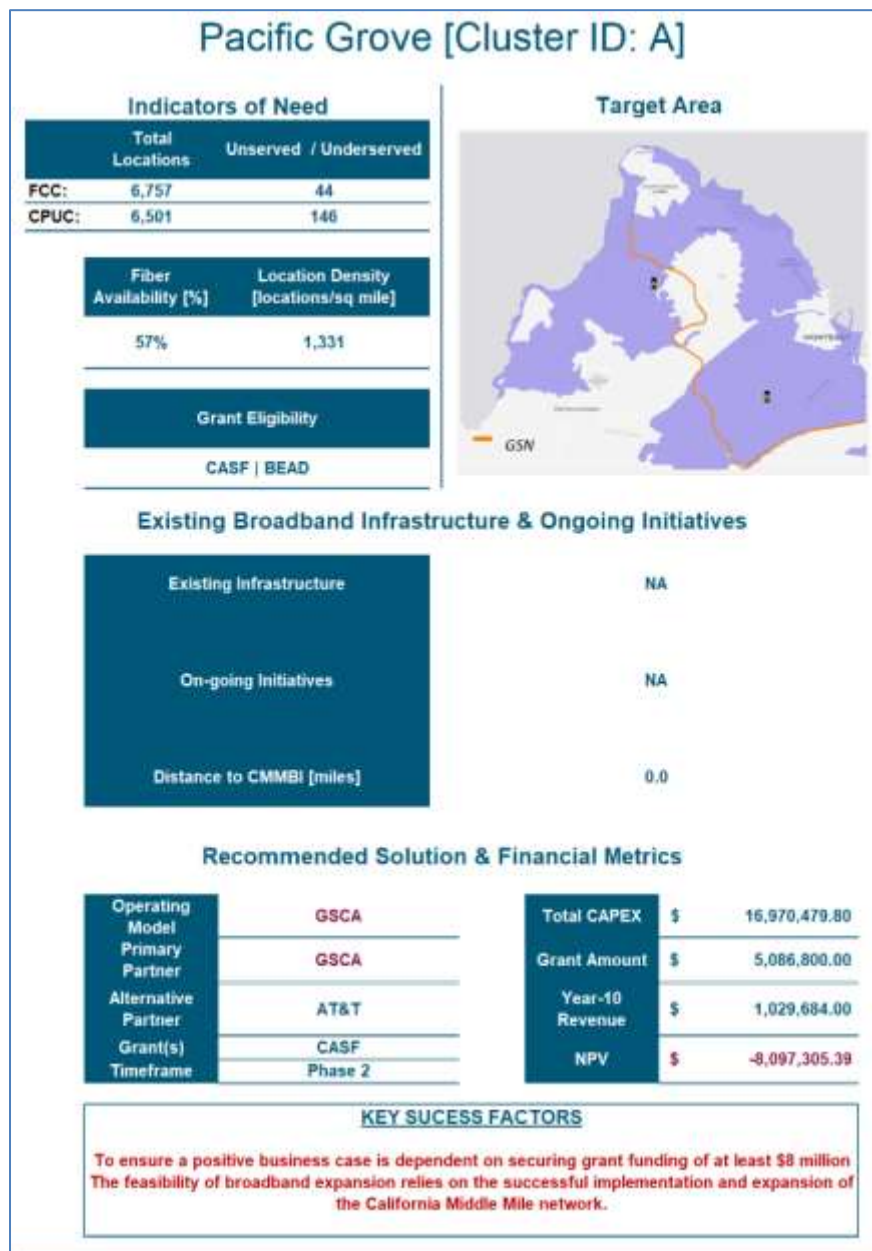 Pacific Grove [Cluster ID: A]
Indicators of Need
Total Locations
Unserved / Underserved
FCC: 6,757 44
CPUC: 6,501 146
Fiber Availability [%]
Location Density [locations/sq mile]
57% 1,331
Grant Eligibility
CASF | BEAD
Target Area
GSN
Existing Broadband Infrastructure & Ongoing Initiatives
Existing Infrastructure NA
On-going Initiatives NA
Distance to CMMBI [miles] 0.0
Recommended Solution & Financial Metrics
Operating Model GSCA
Primary Partner GSCA
Alternative Partner AT&T
Grant(s) CASF
Timeframe Phase 2
Total CAPEX $ 16,970,479.80
Grant Amount $ 5,086,800.00
Year-10 Revenue $ 1,029,684.00
NPV $ -8,097,305.39
KEY SUCESS FACTORS
To ensure a positive business case is dependent on securing grant funding of at least $8 million
The feasibility of broadband expansion relies on the successful implementation and expansion of
the California Middle Mile network.